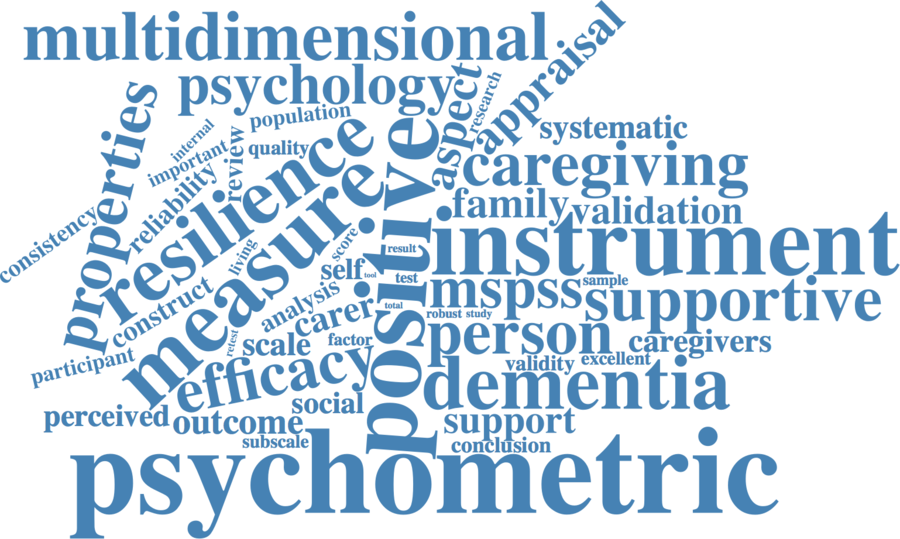 multidimensional
psychology
appraisal
aspect
research
population
systematic
properties
internal
important
review
quality
resilience
caregiving
reliability
measure
positive
family
validation
consistency
living
score
result
instrument
self
tool
test
mspss
sample
supportive
construct
analysis
carer
total
robust
study
person
caregivers
participant
retest
scale
factor
validity
excellent
efficacy
dementia
perceived
outcome
social
support
subscale
conclusion
psychometric